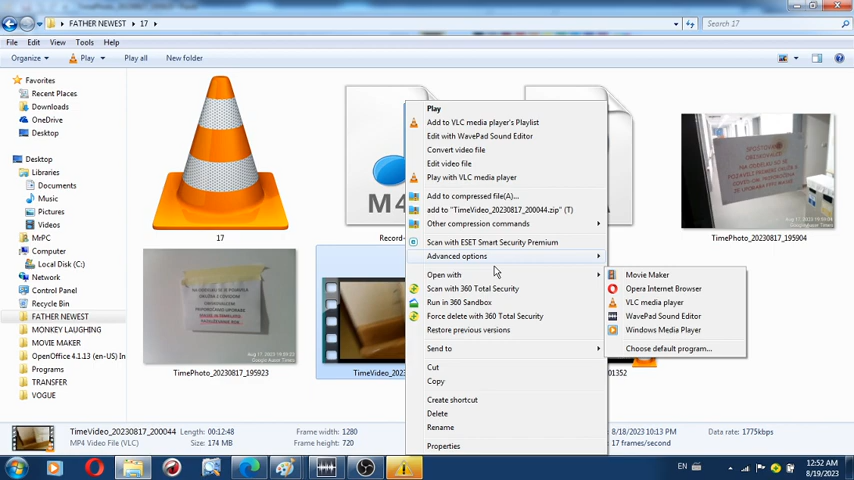 FATHER NEWEST
17
Search 17
File
Edit
View
Tools
Help
Organize
Play
Play all
New folder
Favorites
Recent Places
Downloads
OneDrive
Desktop
Desktop
Libraries
Documents
Music
Pictures
Videos
MrPC
Computer
Local Disk (C:)
Network
Control Panel
Recycle Bin
FATHER NEWEST
MONKEY LAUGHING
MOVIE MAKER
OpenOffice 4.1.13 (en-US) In
Programs
TRANSFER
VOGUE
17
M4
Record-
TimePhoto_20230817_195904
TimePhoto_20230817_195923
TimeVideo_20230
01352
Play
Add to VLC media player's Playlist
Edit with WavePad Sound Editor
Convert video file
Edit video file
Play with VLC media player
Add to compressed file(A)...
add to "TimeVideo_20230817_200044.zip" (T)
Other compression commands
Scan with ESET Smart Security Premium
Advanced options
Open with
Scan with 360 Total Security
Run in 360 Sandbox
Force delete with 360 Total Security
Restore previous versions
Send to
Cut
Copy
Create shortcut
Delete
Rename
Properties
Movie Maker
Opera Internet Browser
VLC media player
WavePad Sound Editor
Windows Media Player
Choose default program...
TimeVideo_20230817_200044
MP4 Video File (VLC)
Length: 00:12:48
Size: 174 MB
Frame width: 1280
Frame height: 720
8/18/2023 10:13 PM
17 frames/second
Data rate: 1775kbps
EN
12:52 AM
8/19/2023